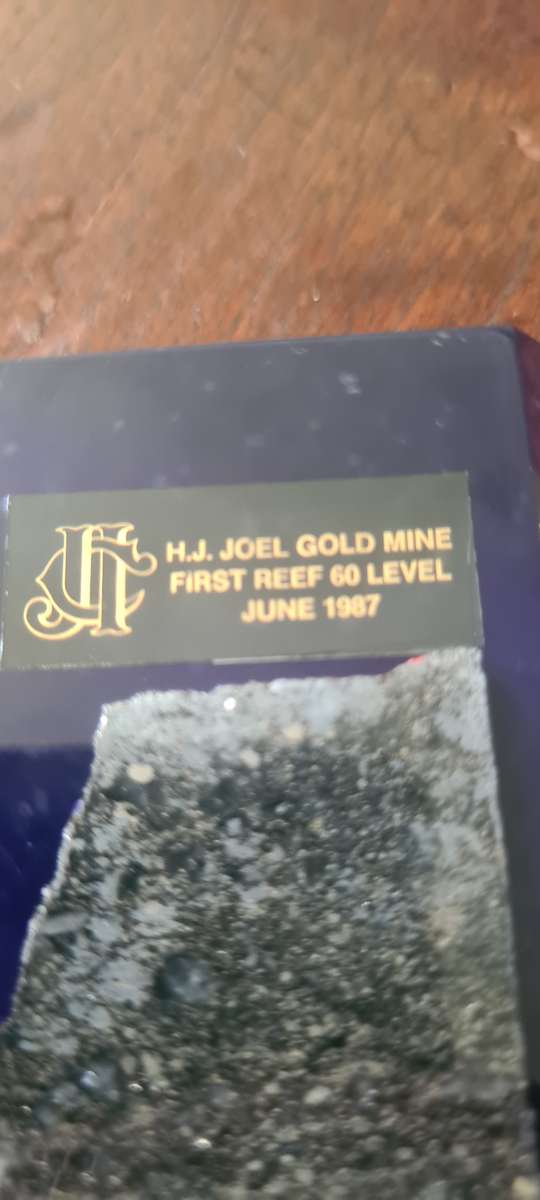 H.J. JOEL GOLD MINE
FIRST REEF 60 LEVEL
JUNE 1987